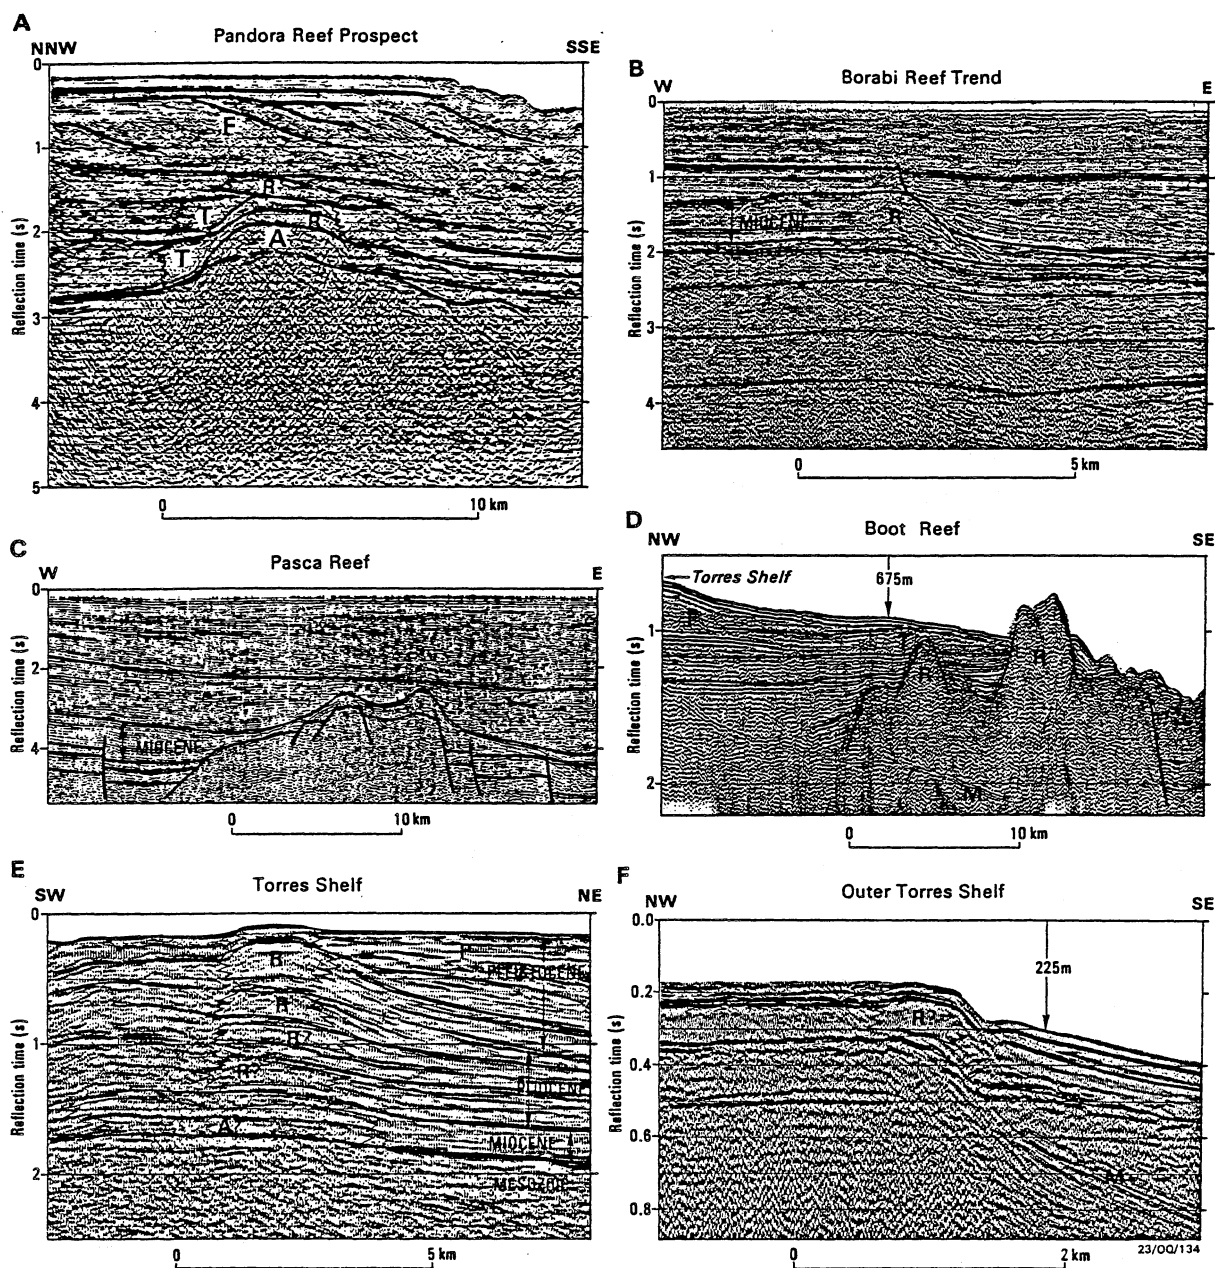 A
Pandora Reef Prospect
NNW SSE
0
1
2
3
4
5
Reflection time (s)
F
R
T
R
A
T
0 10 km
B
Borabi Reef Trend
W E
0
1
2
3
4
Reflection time (s)
MIOCENE
R
0 5 km
C
Pasca Reef
W E
0
2
4
Reflection time (s)
MIOCENE
0 10 km
D
Boot Reef
NW SE
Torres Shelf
675m
1
2
Reflection time (s)
P
R
R
M
0 10 km
E
Torres Shelf
SW NE
0
1
2
Reflection time (s)
R
R
R?
R?
A?
PLEISTOCENE
PLIOCENE
MIOCENE
MESOZOIC
0 5 km
F
Outer Torres Shelf
NW SE
0.0
0.2
0.4
0.6
0.8
Reflection time (s)
225m
R?
M
0 2 km
23/OO/134